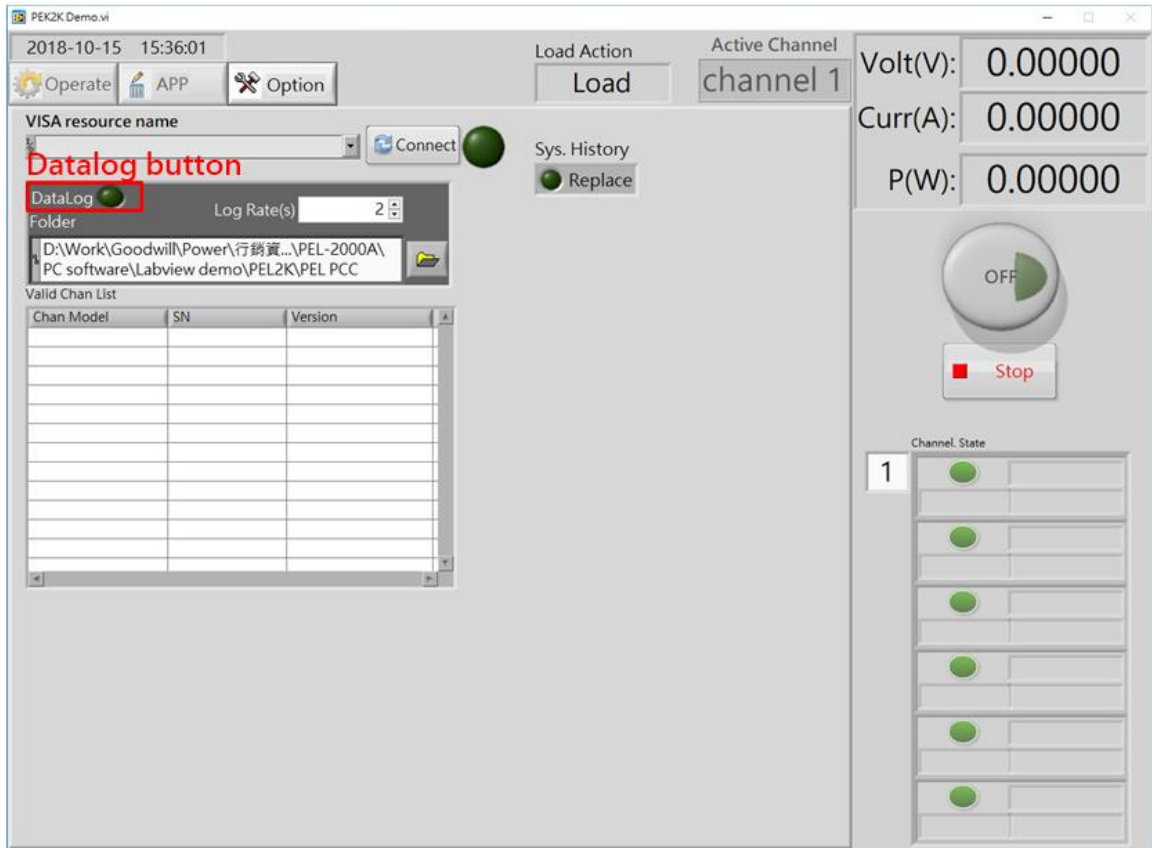 PEK2K Demo.vi
2018-10-15 15:36:01
Operate
APP
Option
Load Action
Load
Active Channel
channel 1
Volt(V): 0.00000
Curr(A): 0.00000
P(W): 0.00000
VISA resource name
Connect
Sys. History
Replace
Datalog button
DataLog
Log Rate(s) 2
Folder
D:\Work\Goodwill\Power\行銷資...\PEL-2000A\
PC software\Labview demo\PEL2K\PEL PCC
Valid Chan List
Chan Model SN Version
OFF
Stop
Channel. State
1